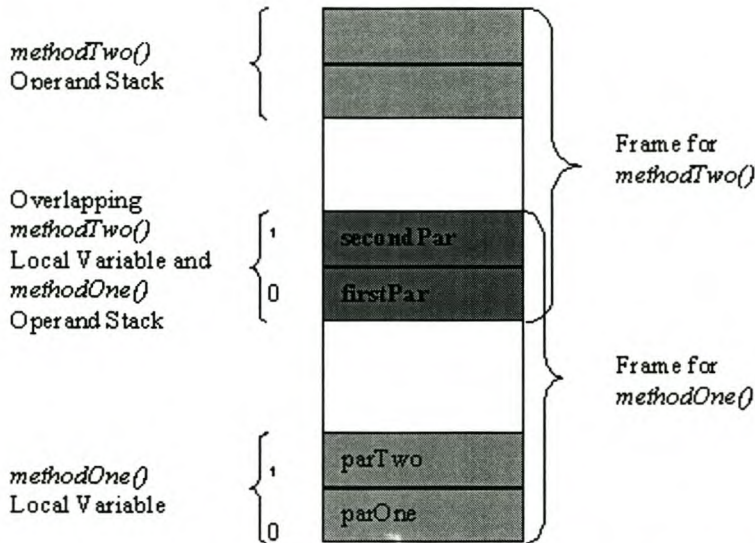 methodTwo()
Operand Stack
Frame for
methodTwo()
Overlapping
methodTwo()
Local Variable and
methodOne()
Operand Stack
1
0
secondPar
firstPar
Frame for
methodOne()
methodOne()
Local Variable
1
0
parTwo
parOne